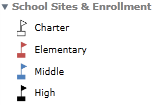 School Sites & Enrollment
Charter
Elementary
Middle
High